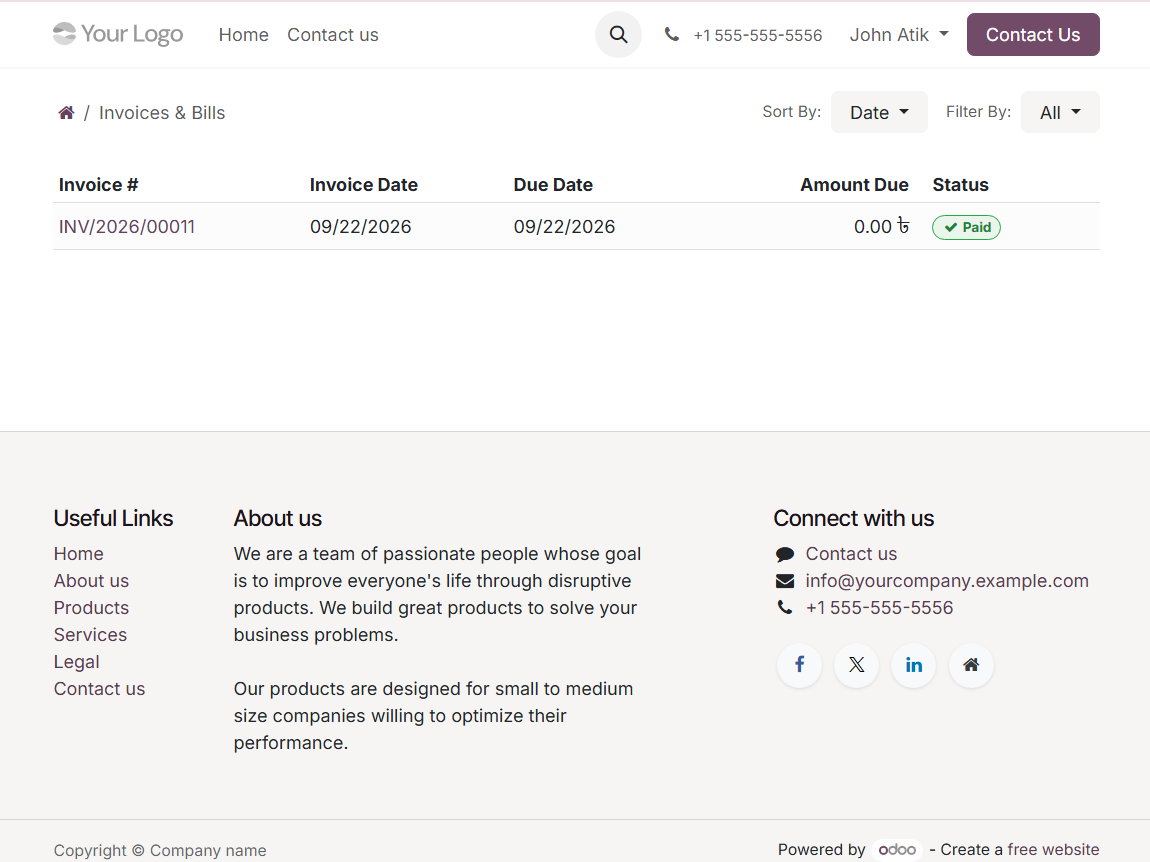 Your Logo Home Contact us +1 555-555-5556 John Atik Contact Us
/ Invoices & Bills Sort By: Date Filter By: All
Invoice # Invoice Date Due Date Amount Due Status
INV/2026/00011 09/22/2026 09/22/2026 0.00 ৳ Paid
Useful Links
Home
About us
Products
Services
Legal
Contact us
About us
We are a team of passionate people whose goal
is to improve everyone's life through disruptive
products. We build great products to solve your
business problems.
Our products are designed for small to medium
size companies willing to optimize their
performance.
Connect with us
Contact us
info@yourcompany.example.com
+1 555-555-5556
Copyright © Company name
Powered by odoo - Create a free website